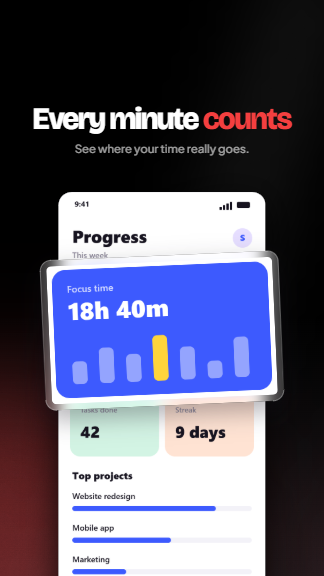 Every minute counts
See where your time really goes.
9:41
Progress
S
This week
Focus time
18h 40m
Tasks done
Streak
42
9 days
Top projects
Website redesign
Mobile app
Marketing